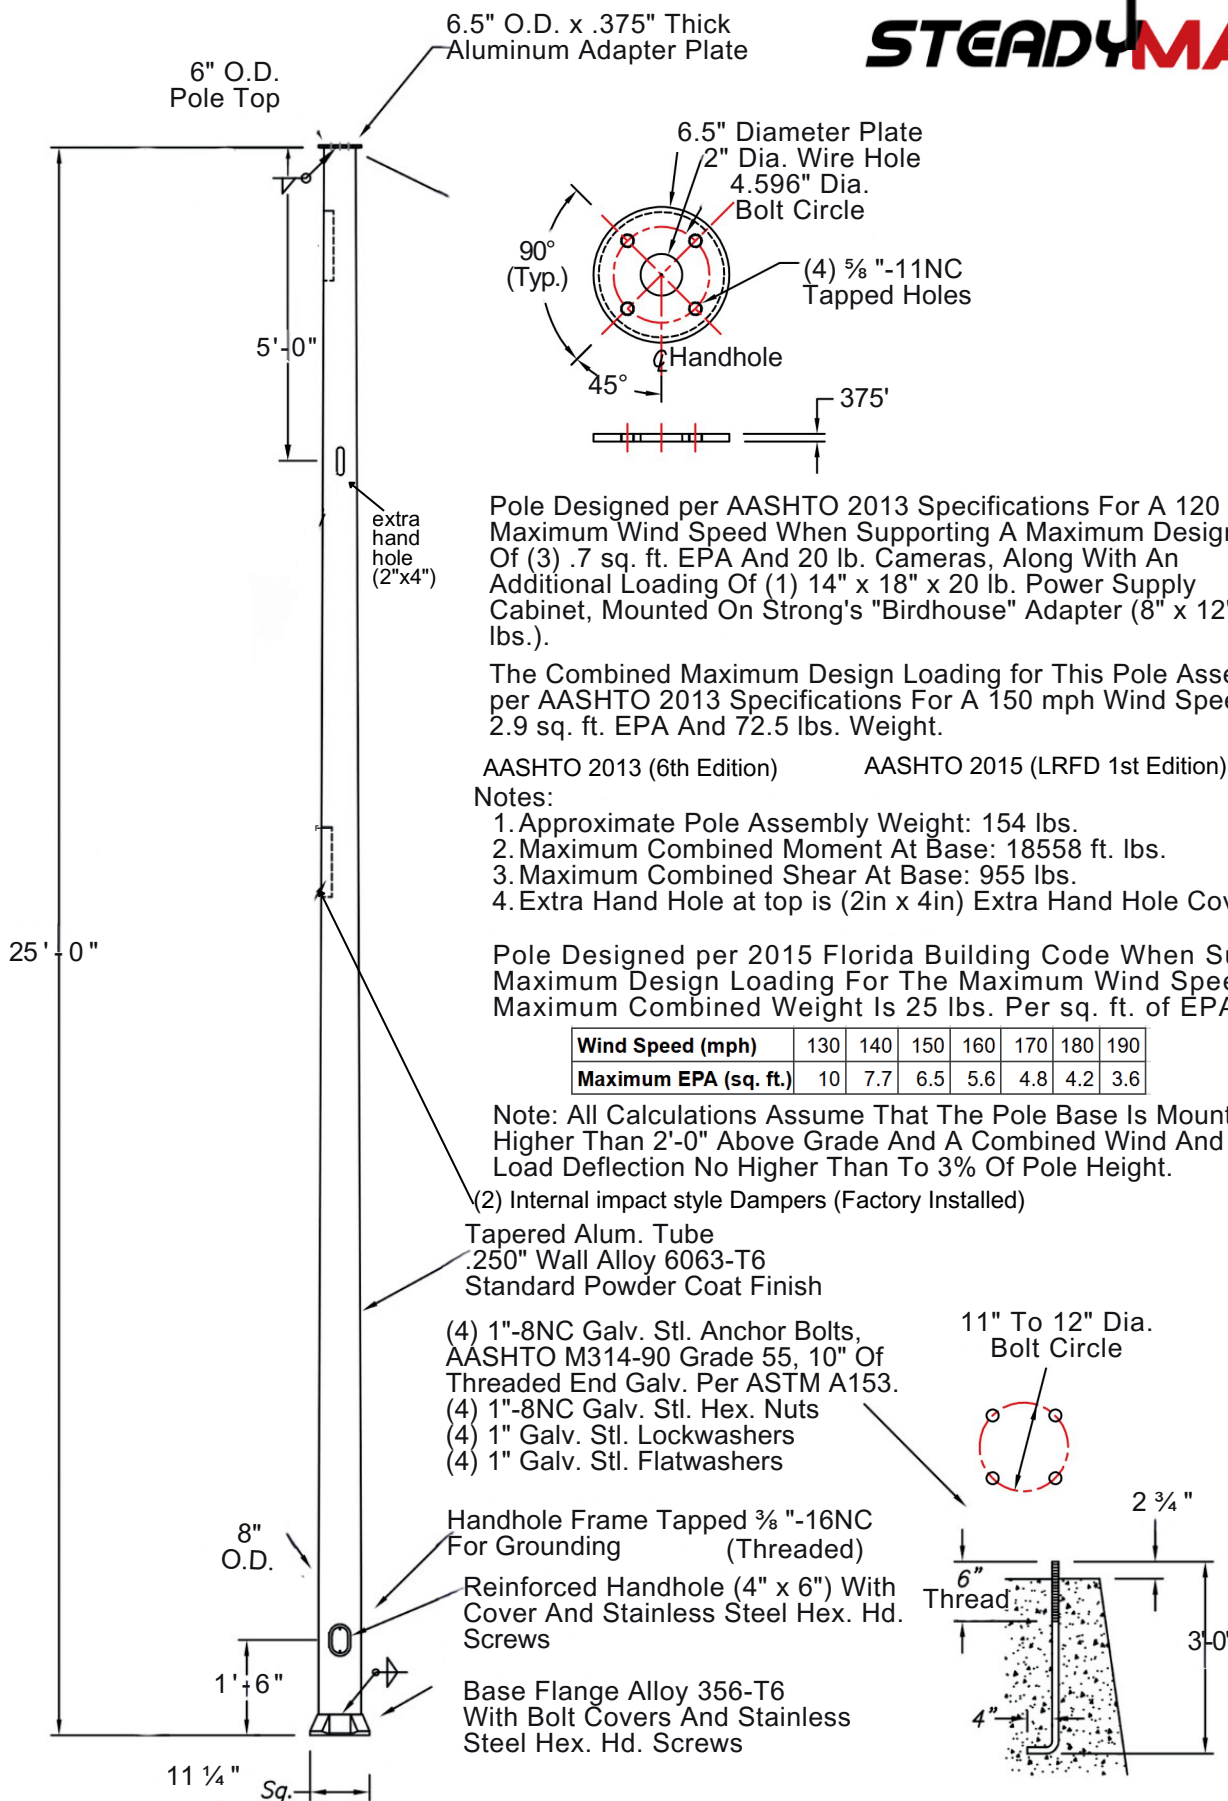 6.5" O.D. x .375" Thick
Aluminum Adapter Plate
STEADYMA
6" O.D.
Pole Top
6.5" Diameter Plate
2" Dia. Wire Hole
4.596" Dia.
Bolt Circle
90°
(Typ.)
(4) ⅝ "-11NC
Tapped Holes
℄ Handhole
45°
375'
5'-0"
extra
hand
hole
(2"x4")
Pole Designed per AASHTO 2013 Specifications For A 120
Maximum Wind Speed When Supporting A Maximum Design
Of (3) .7 sq. ft. EPA And 20 lb. Cameras, Along With An
Additional Loading Of (1) 14" x 18" x 20 lb. Power Supply
Cabinet, Mounted On Strong's "Birdhouse" Adapter (8" x 12"
lbs.).
The Combined Maximum Design Loading for This Pole Asse
per AASHTO 2013 Specifications For A 150 mph Wind Spee
2.9 sq. ft. EPA And 72.5 lbs. Weight.
AASHTO 2013 (6th Edition) AASHTO 2015 (LRFD 1st Edition)
Notes:
1. Approximate Pole Assembly Weight: 154 lbs.
2. Maximum Combined Moment At Base: 18558 ft. lbs.
3. Maximum Combined Shear At Base: 955 lbs.
4. Extra Hand Hole at top is (2in x 4in) Extra Hand Hole Cov
25'-0"
Pole Designed per 2015 Florida Building Code When Su
Maximum Design Loading For The Maximum Wind Spee
Maximum Combined Weight Is 25 lbs. Per sq. ft. of EPA
Wind Speed (mph) 130 140 150 160 170 180 190
Maximum EPA (sq. ft.) 10 7.7 6.5 5.6 4.8 4.2 3.6
Note: All Calculations Assume That The Pole Base Is Mount
Higher Than 2'-0" Above Grade And A Combined Wind And
Load Deflection No Higher Than To 3% Of Pole Height.
(2) Internal impact style Dampers (Factory Installed)
Tapered Alum. Tube
.250" Wall Alloy 6063-T6
Standard Powder Coat Finish
(4) 1"-8NC Galv. Stl. Anchor Bolts,
AASHTO M314-90 Grade 55, 10" Of
Threaded End Galv. Per ASTM A153.
(4) 1"-8NC Galv. Stl. Hex. Nuts
(4) 1" Galv. Stl. Lockwashers
(4) 1" Galv. Stl. Flatwashers
11" To 12" Dia.
Bolt Circle
8"
O.D.
Handhole Frame Tapped ⅜ "-16NC
For Grounding (Threaded)
Reinforced Handhole (4" x 6") With
Cover And Stainless Steel Hex. Hd.
Screws
2 ¾ "
6"
Thread
3'-0"
4"
1'-6"
Base Flange Alloy 356-T6
With Bolt Covers And Stainless
Steel Hex. Hd. Screws
11 ¼ "
Sq.